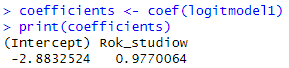 > coefficients <- coef(logitmodel1)
> print(coefficients)
(Intercept) Rok_studiow
-2.8832524 0.9770064